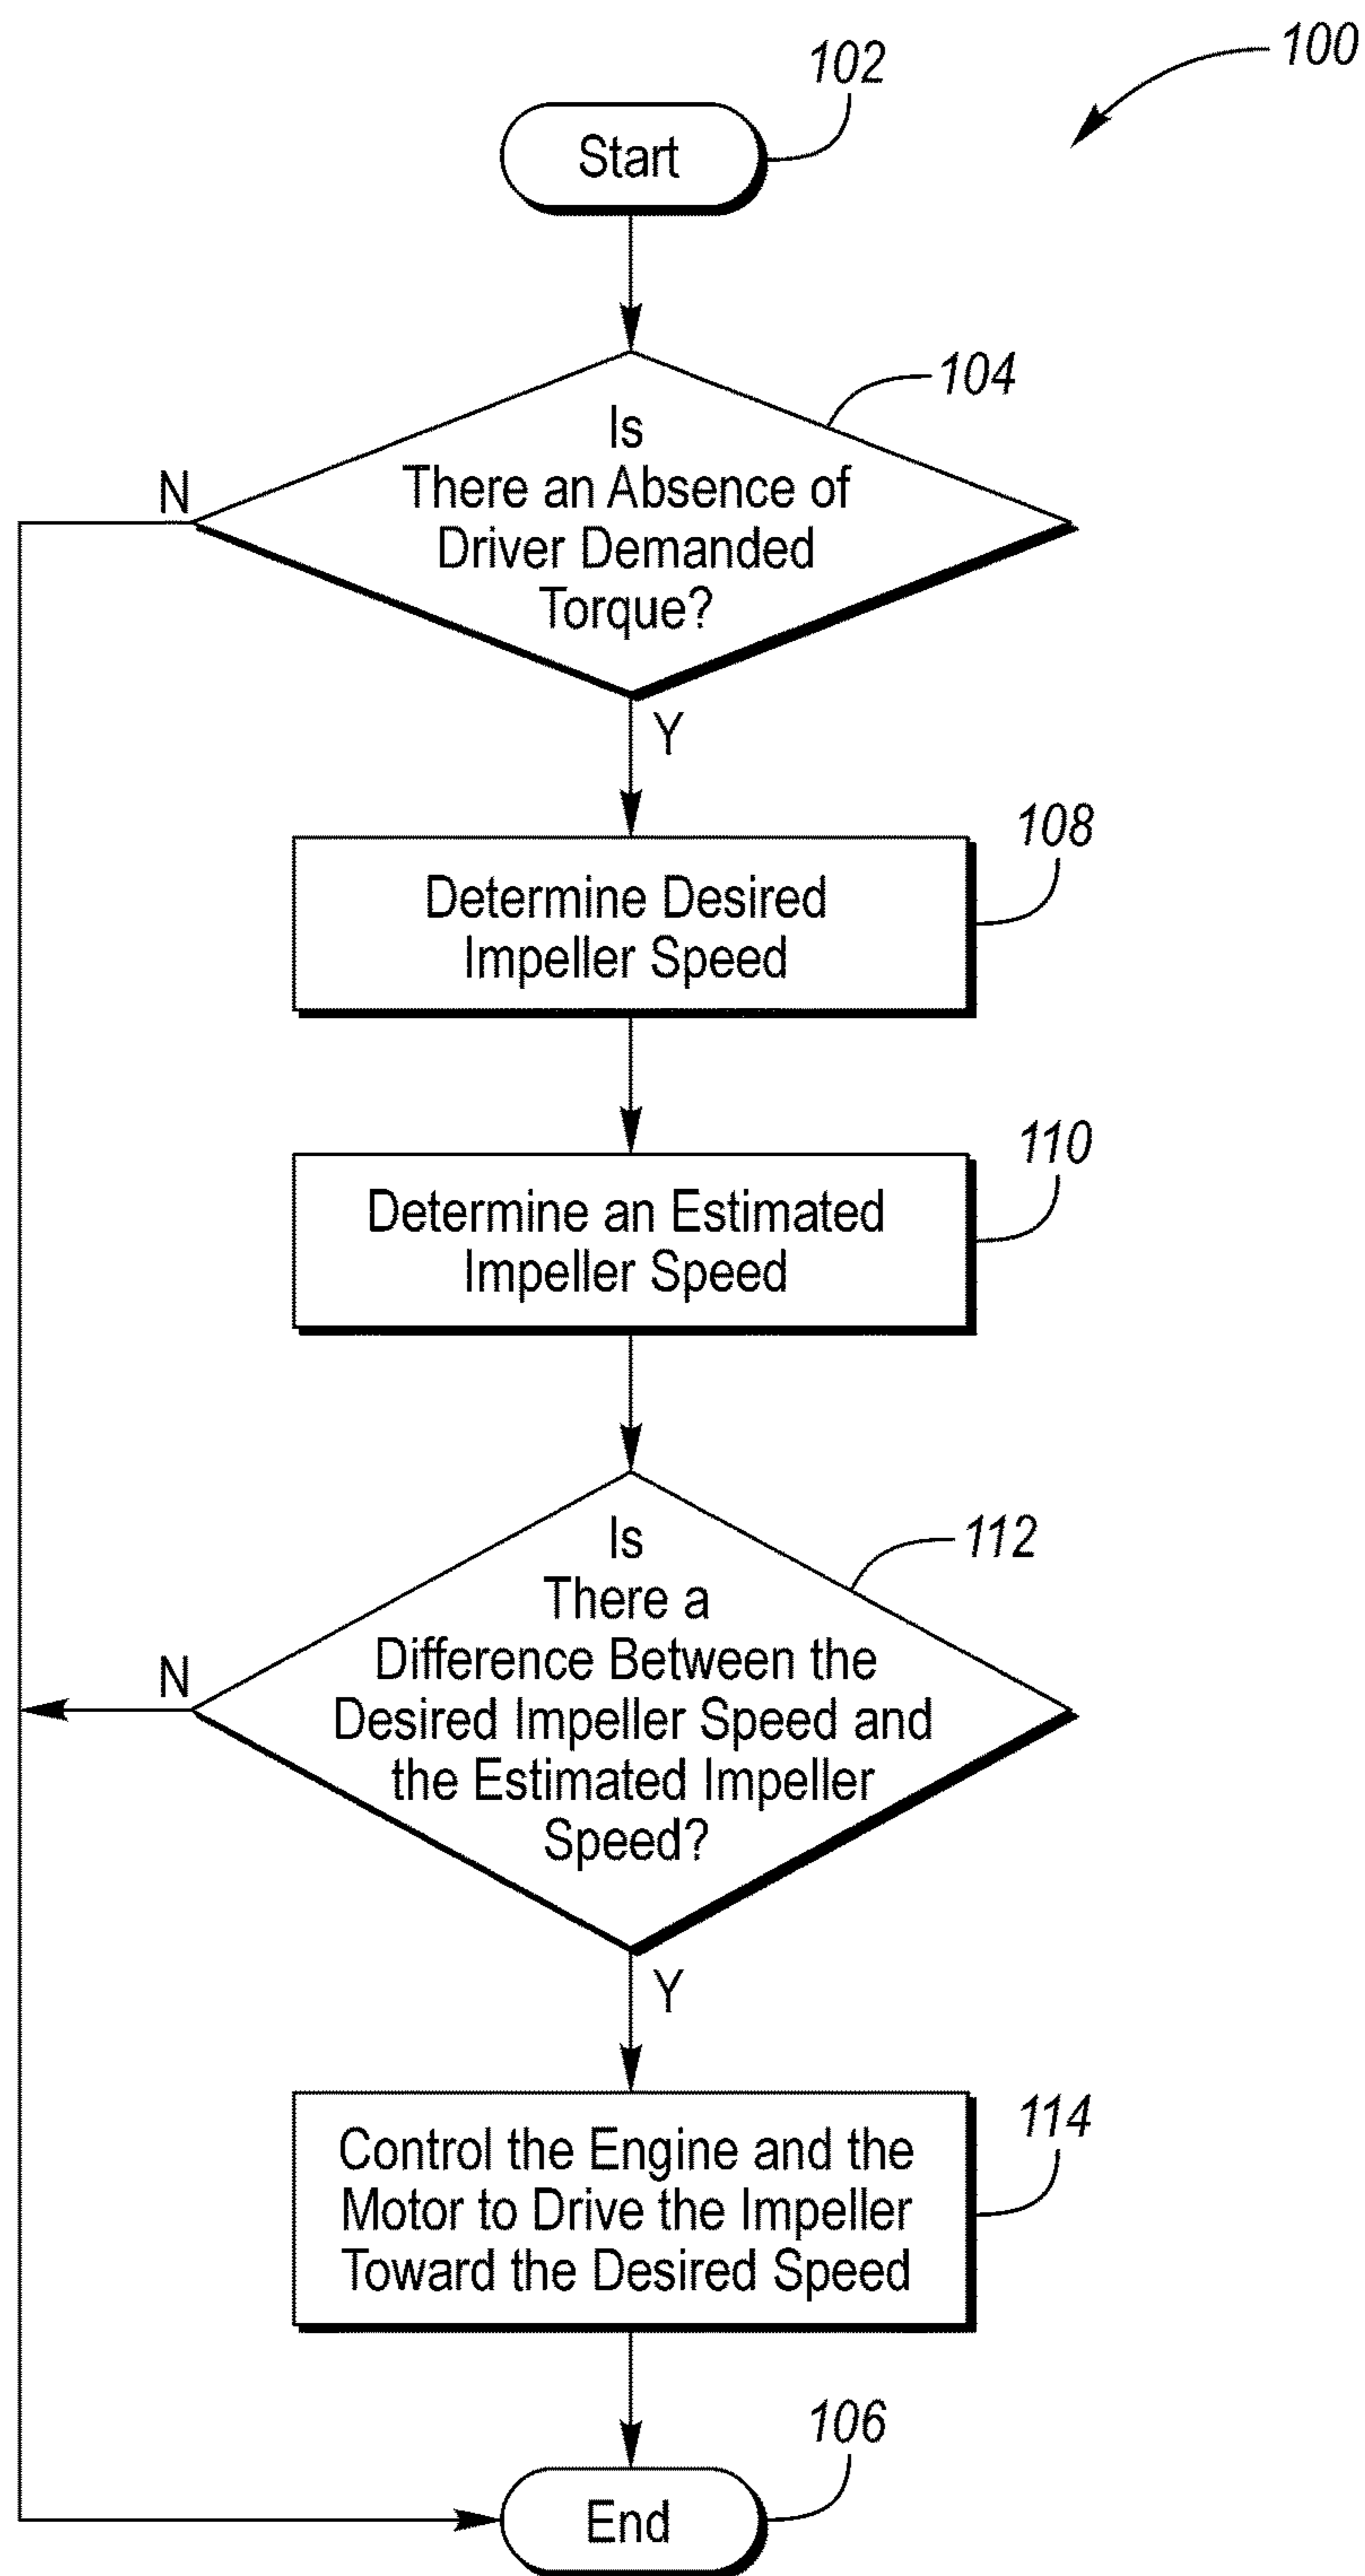 100
102
Start
104
Is
There an Absence of
Driver Demanded
Torque?
N
Y
108
Determine Desired
Impeller Speed
110
Determine an Estimated
Impeller Speed
112
Is
There a
Difference Between the
Desired Impeller Speed and
the Estimated Impeller
Speed?
N
Y
114
Control the Engine and the
Motor to Drive the Impeller
Toward the Desired Speed
106
End